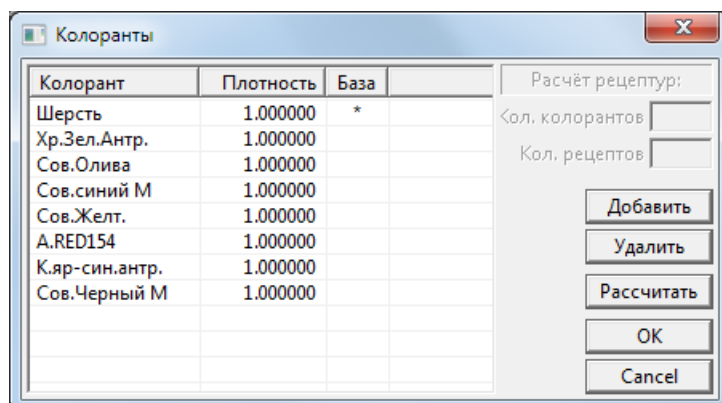 Колоранты
Колорант Плотность База
Шерсть 1.000000 *
Хр.Зел.Антр. 1.000000
Сов.Олива 1.000000
Сов.синий М 1.000000
Сов.Желт. 1.000000
A.RED154 1.000000
К.яр-син.антр. 1.000000
Сов.Черный М 1.000000
Расчёт рецептур:
Кол. колорантов
Кол. рецептов
Добавить
Удалить
Рассчитать
OK
Cancel